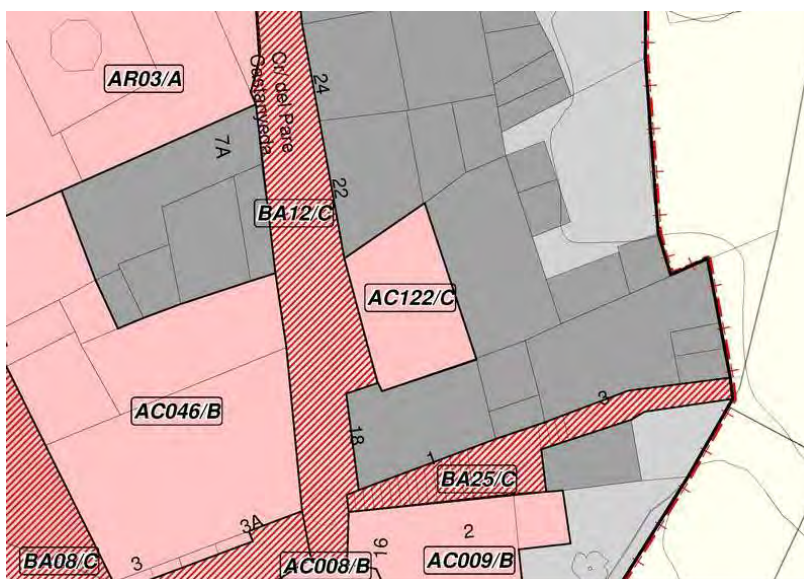 AR03/A
24
Cr/ del Pare
Castanyeda
7A
22
BA12/C
AC122/C
AC046/B
3
18
1
BA25/C
3A
2
16
3
BA08/C
AC008/B
AC009/B